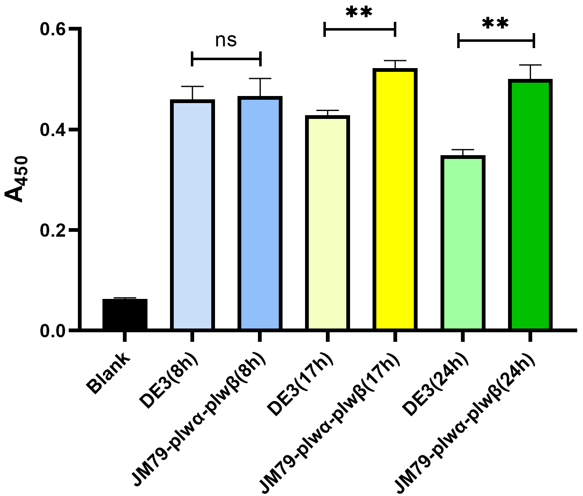 0.6
0.4
0.2
0.0
A450
ns
**
**
Blank
DE3(8h)
JM79-plwα-plwβ(8h)
DE3(17h)
JM79-plwα-plwβ(17h)
DE3(24h)
JM79-plwα-plwβ(24h)